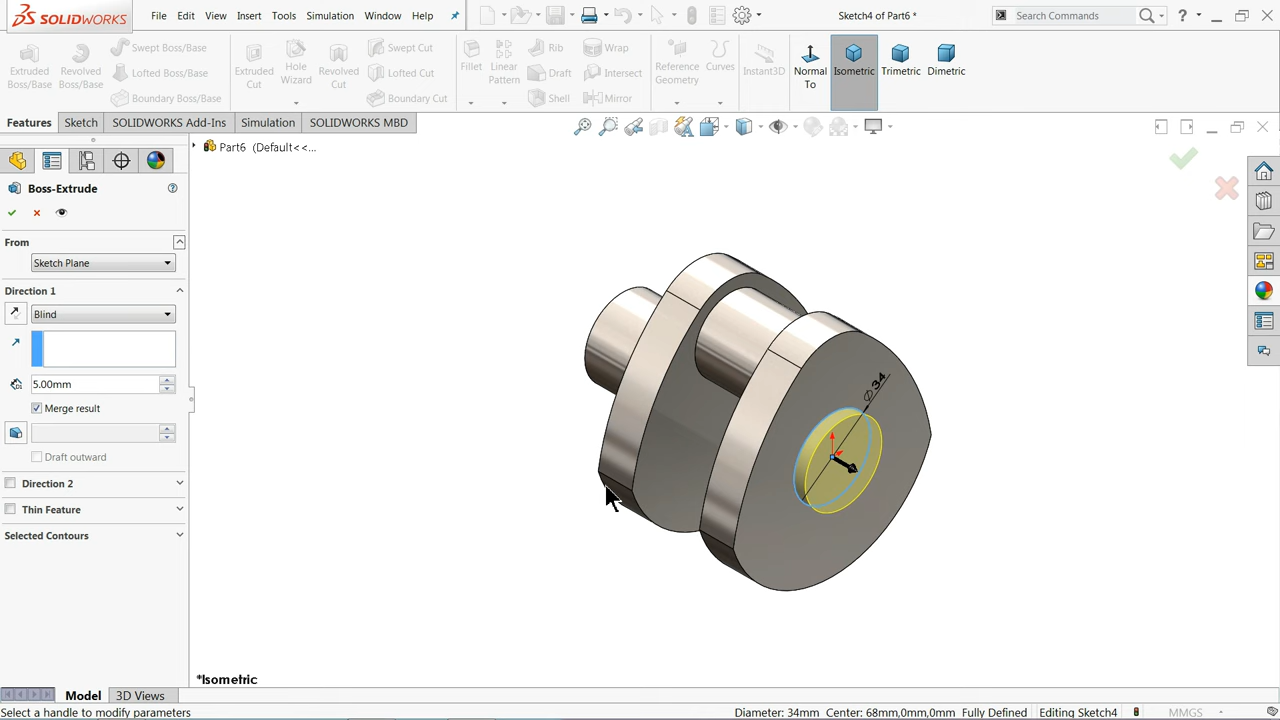 SOLIDWORKS File Edit View Insert Tools Simulation Window Help Sketch4 of Part6 * Search Commands ?
Extruded Boss/Base
Revolved Boss/Base
Swept Boss/Base
Lofted Boss/Base
Boundary Boss/Base
Extruded Cut
Hole Wizard
Revolved Cut
Swept Cut
Lofted Cut
Boundary Cut
Fillet
Linear Pattern
Rib
Draft
Shell
Wrap
Intersect
Mirror
Reference Geometry
Curves
Instant3D
Normal To
Isometric
Trimetric
Dimetric
Features Sketch SOLIDWORKS Add-Ins Simulation SOLIDWORKS MBD
Part6 (Default<<...
Boss-Extrude
From
Sketch Plane
Direction 1
Blind
5.00mm
Merge result
Draft outward
Direction 2
Thin Feature
Selected Contours
Ø34
*Isometric
Model 3D Views
Select a handle to modify parameters Diameter: 34mm Center: 68mm,0mm,0mm Fully Defined Editing Sketch4 MMGS